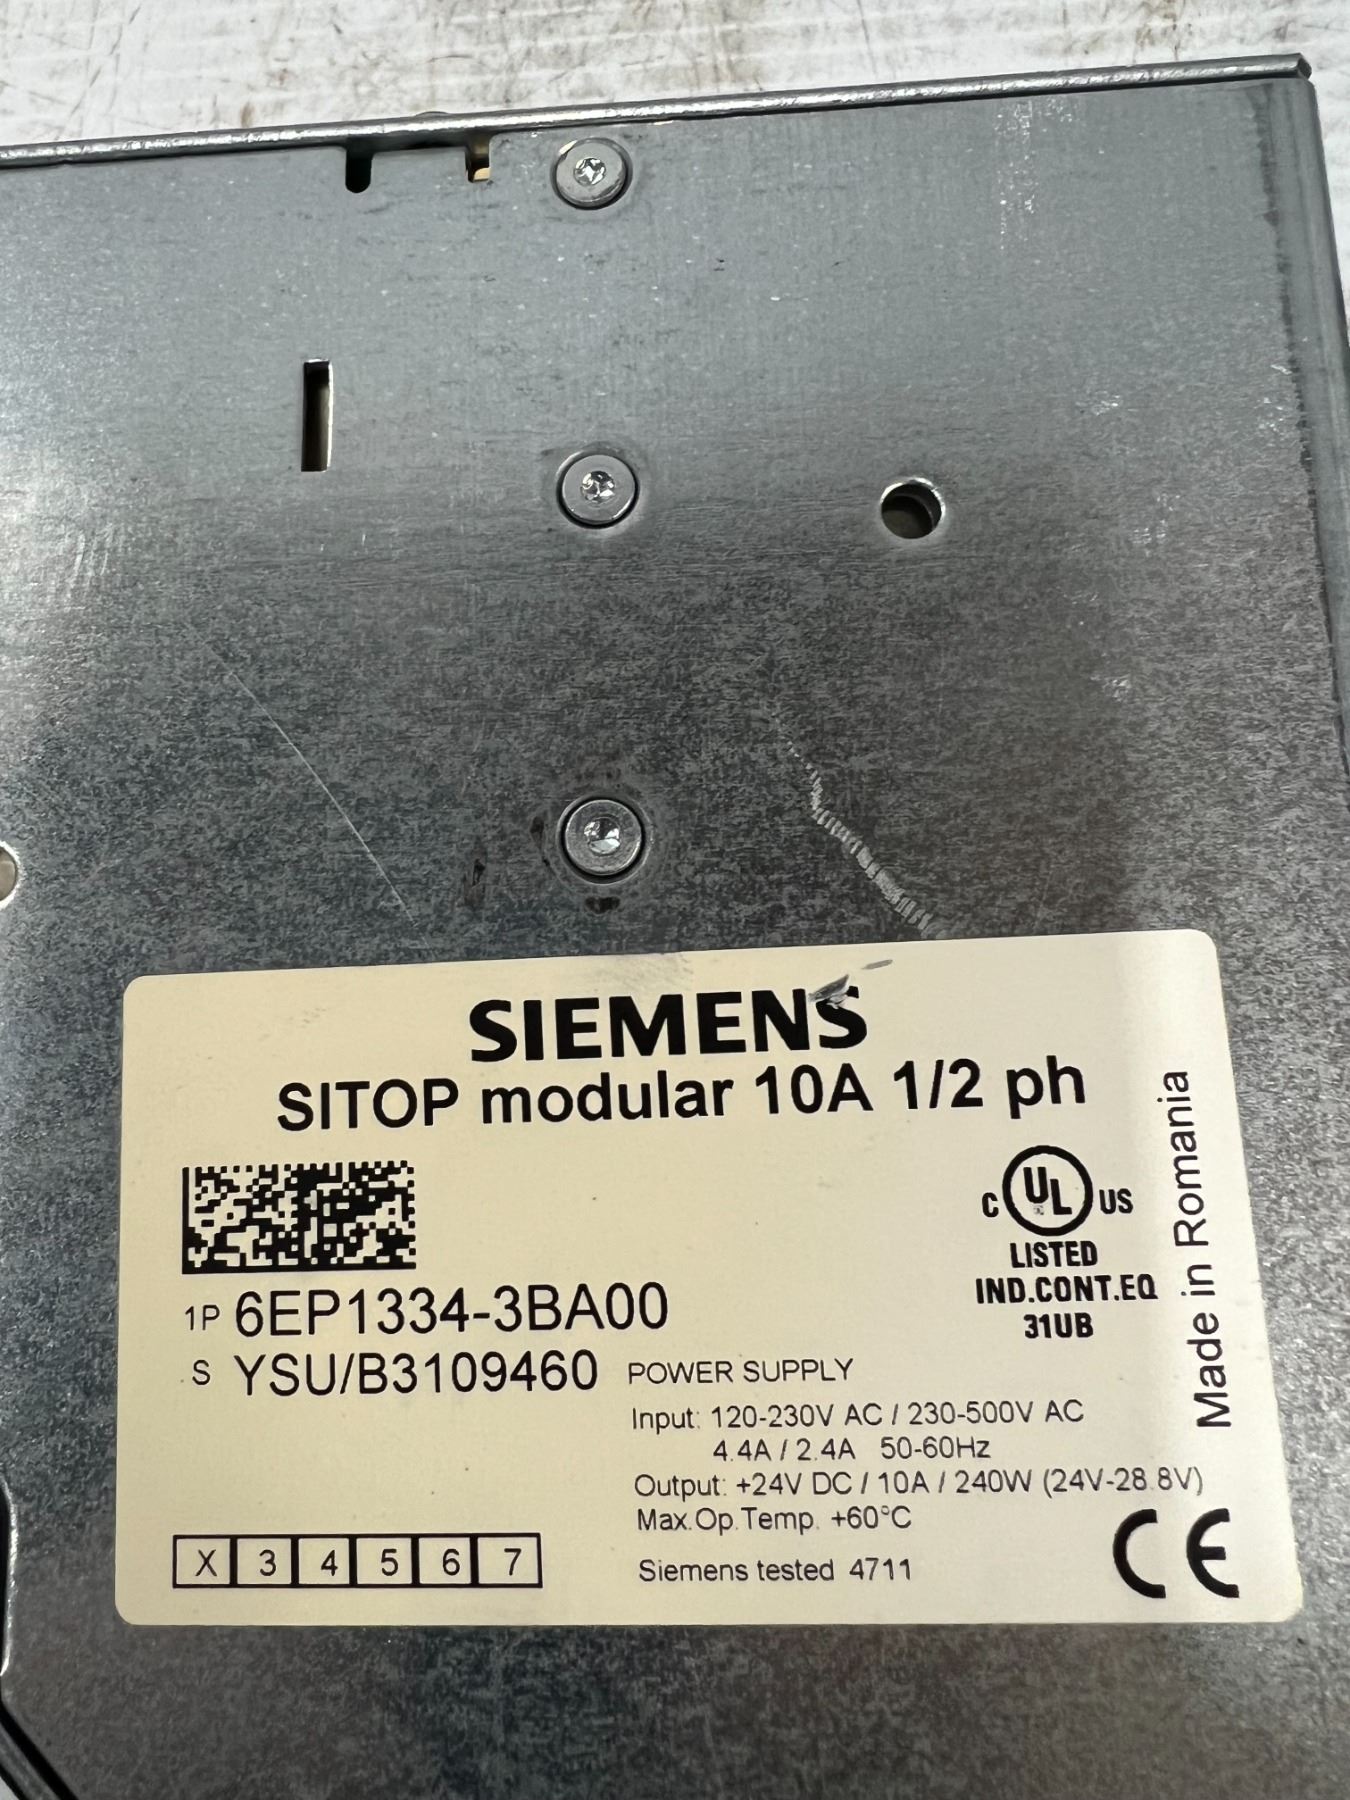 SIEMENS
SITOP modular 10A 1/2 ph
C UL US
LISTED
IND.CONT.EQ
31UB
Made in Romania
1P 6EP1334-3BA00
S YSU/B3109460
POWER SUPPLY
Input: 120-230V AC / 230-500V AC
4.4A / 2.4A 50-60Hz
Output: +24V DC / 10A / 240W (24V-28.8V)
Max.Op.Temp. +60°C
Siemens tested 4711
X 3 4 5 6 7
CE